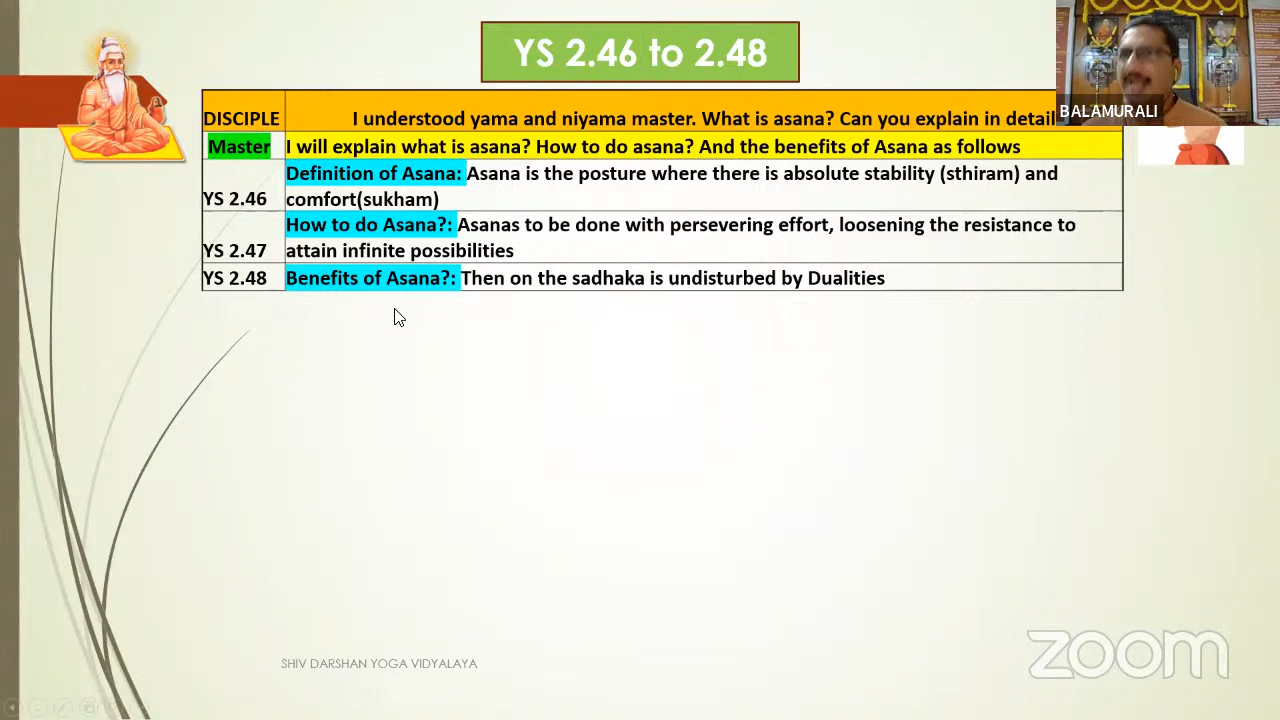 YS 2.46 to 2.48
BALAMURALI
DISCIPLE I understood yama and niyama master. What is asana? Can you explain in detail
Master I will explain what is asana? How to do asana? And the benefits of Asana as follows
Definition of Asana: Asana is the posture where there is absolute stability (sthiram) and
YS 2.46 comfort(sukham)
How to do Asana?: Asanas to be done with persevering effort, loosening the resistance to
YS 2.47 attain infinite possibilities
YS 2.48 Benefits of Asana?: Then on the sadhaka is undisturbed by Dualities
SHIV DARSHAN YOGA VIDYALAYA
zoom